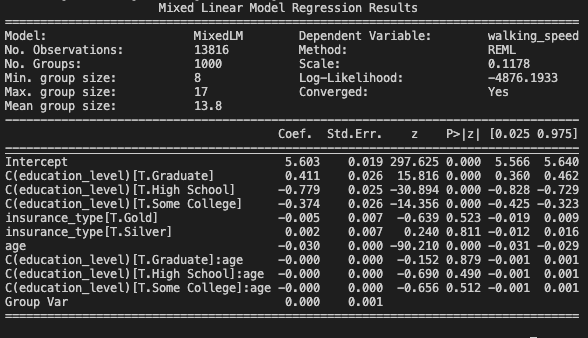 Mixed Linear Model Regression Results
Model: MixedLM Dependent Variable: walking_speed
No. Observations: 13816 Method: REML
No. Groups: 1000 Scale: 0.1178
Min. group size: 8 Log-Likelihood: -4876.1933
Max. group size: 17 Converged: Yes
Mean group size: 13.8
Coef. Std.Err. z P>|z| [0.025 0.975]
Intercept 5.603 0.019 297.625 0.000 5.566 5.640
C(education_level)[T.Graduate] 0.411 0.026 15.816 0.000 0.360 0.462
C(education_level)[T.High School] -0.779 0.025 -30.894 0.000 -0.828 -0.729
C(education_level)[T.Some College] -0.374 0.026 -14.356 0.000 -0.425 -0.323
insurance_type[T.Gold] -0.005 0.007 -0.639 0.523 -0.019 0.009
insurance_type[T.Silver] 0.002 0.007 0.240 0.811 -0.012 0.016
age -0.030 0.000 -90.210 0.000 -0.031 -0.029
C(education_level)[T.Graduate]:age -0.000 0.000 -0.152 0.879 -0.001 0.001
C(education_level)[T.High School]:age -0.000 0.000 -0.690 0.490 -0.001 0.001
C(education_level)[T.Some College]:age -0.000 0.000 -0.656 0.512 -0.001 0.001
Group Var 0.000 0.001